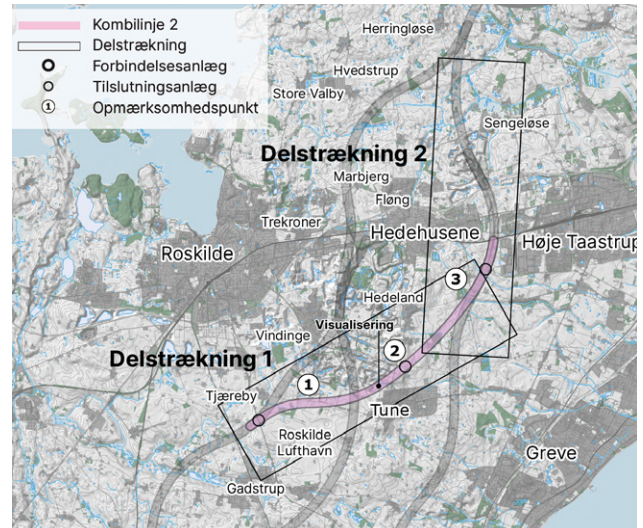 Kombilinje 2
Delstrækning
Forbindelsesanlæg
Tilslutningsanlæg
1 Opmærksomhedspunkt
Herringløse
Hvedstrup
Store Valby
Sengeløse
Delstrækning 2
Marbjerg
Fløng
Trekroner
Hedehusene
Roskilde
Høje Taastrup
3
Hedeland
Visualisering
Vindinge
2
Delstrækning 1
1
Tjæreby
Tune
Roskilde
Lufthavn
Greve
Gadstrup